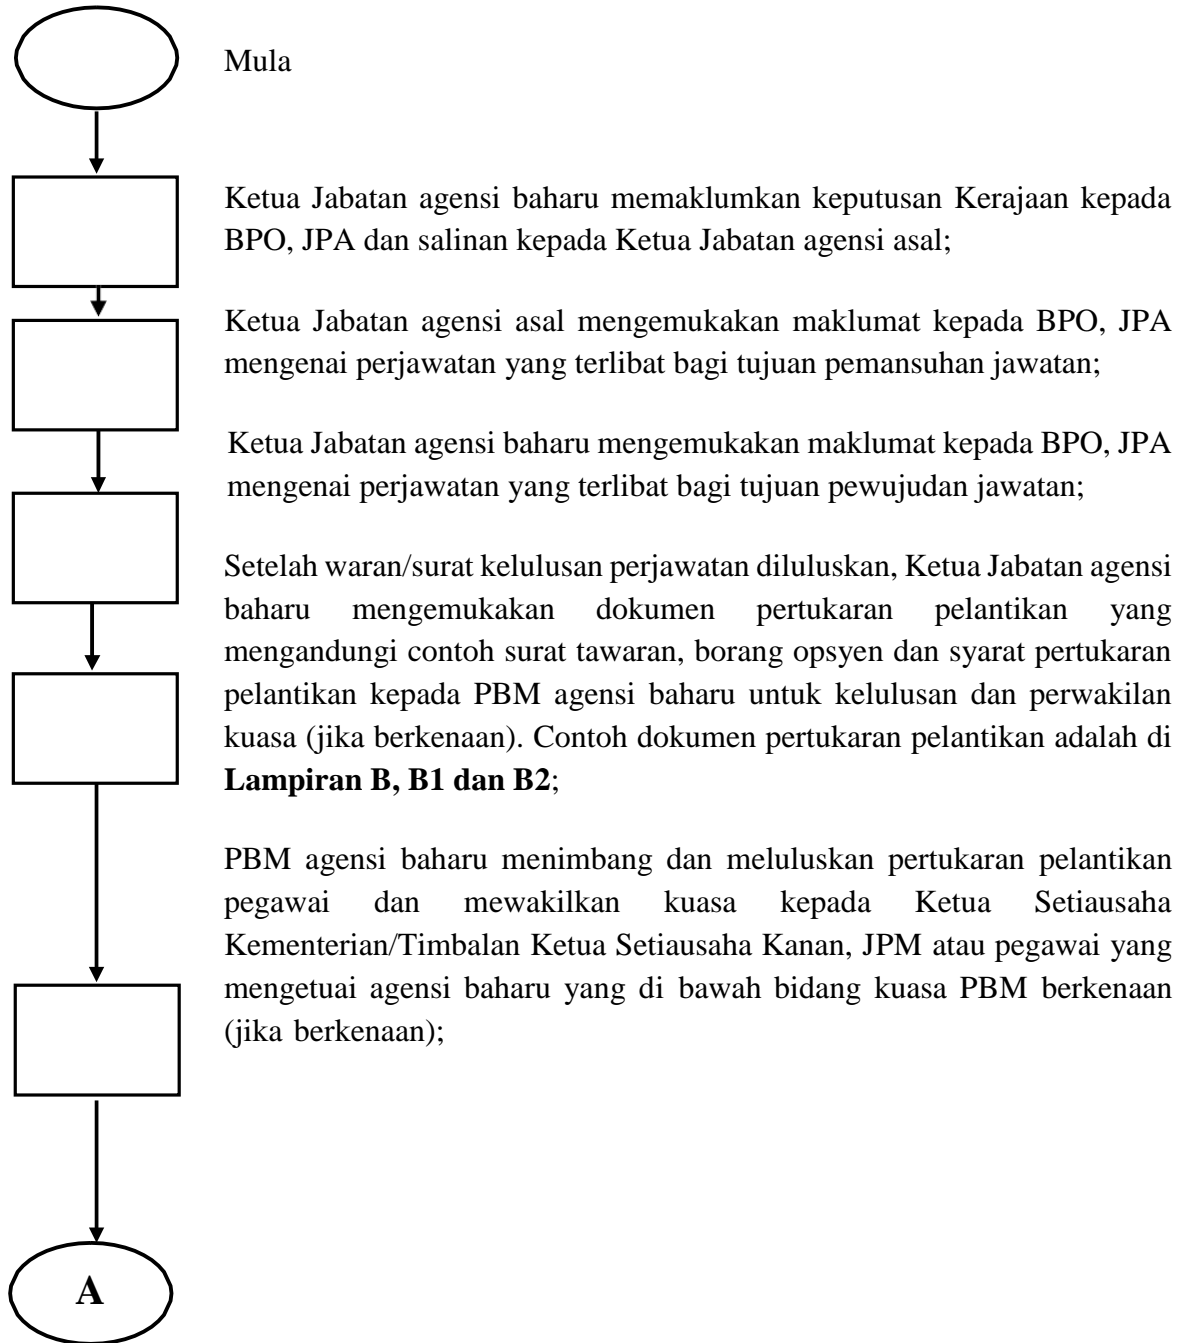 Mula
Ketua Jabatan agensi baharu memaklumkan keputusan Kerajaan kepada
BPO, JPA dan salinan kepada Ketua Jabatan agensi asal;
Ketua Jabatan agensi asal mengemukakan maklumat kepada BPO, JPA
mengenai perjawatan yang terlibat bagi tujuan pemansuhan jawatan;
Ketua Jabatan agensi baharu mengemukakan maklumat kepada BPO, JPA
mengenai perjawatan yang terlibat bagi tujuan pewujudan jawatan;
Setelah waran/surat kelulusan perjawatan diluluskan, Ketua Jabatan agensi
baharu mengemukakan dokumen pertukaran pelantikan yang
mengandungi contoh surat tawaran, borang opsyen dan syarat pertukaran
pelantikan kepada PBM agensi baharu untuk kelulusan dan perwakilan
kuasa (jika berkenaan). Contoh dokumen pertukaran pelantikan adalah di
Lampiran B, B1 dan B2;
PBM agensi baharu menimbang dan meluluskan pertukaran pelantikan
pegawai dan mewakilkan kuasa kepada Ketua Setiausaha
Kementerian/Timbalan Ketua Setiausaha Kanan, JPM atau pegawai yang
mengetuai agensi baharu yang di bawah bidang kuasa PBM berkenaan
(jika berkenaan);
A